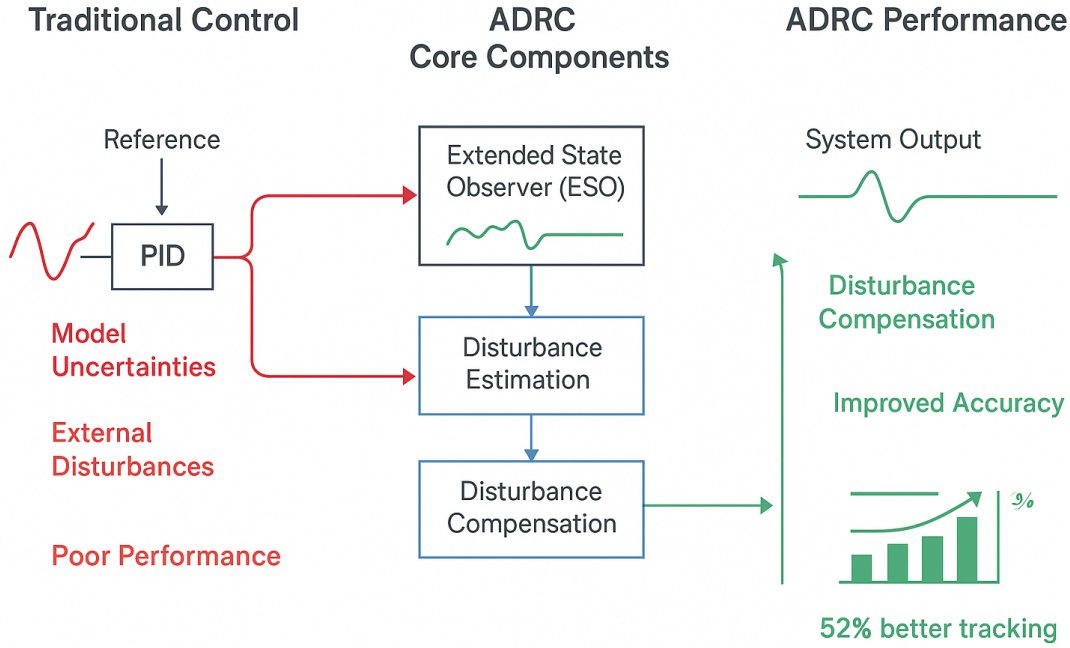 Traditional Control
ADRC
Core Components
ADRC Performance
Reference
PID
Model
Uncertainties
External
Disturbances
Poor Performance
Extended State
Observer (ESO)
Disturbance
Estimation
Disturbance
Compensation
System Output
Disturbance
Compensation
Improved Accuracy
%
52% better tracking